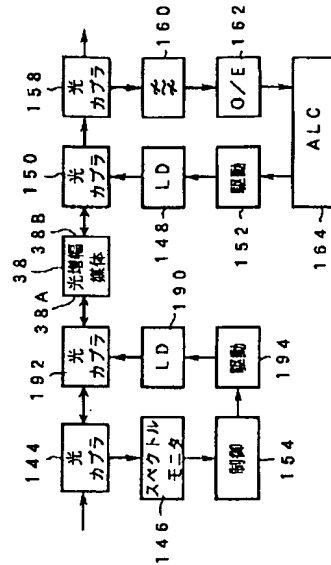 144
光
カプラ
192
光
カプラ
38A
38
38B
光増幅
媒体
150
光
カプラ
158
光
カプラ
146
スペクトル
モニタ
190
LD
148
LD
160
154
制御
194
駆動
152
駆動
162
O/E
164
ALC